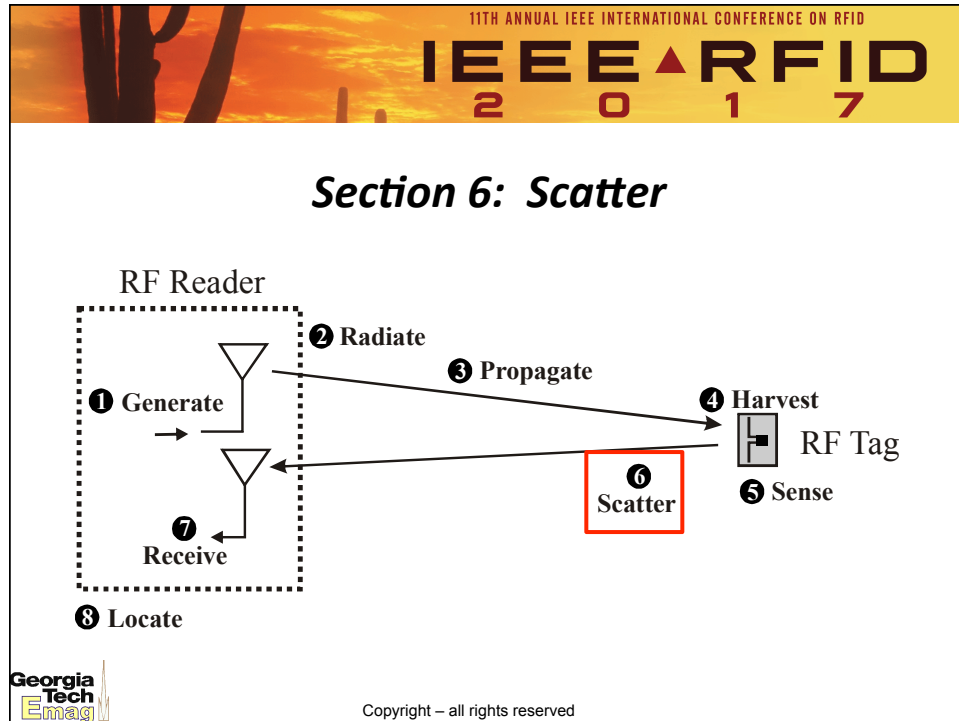 11TH ANNUAL IEEE INTERNATIONAL CONFERENCE ON RFID
IEEE▲RFID
2 0 1 7
Section 6: Scatter
RF Reader
❷ Radiate
❸ Propagate
❶ Generate
❹ Harvest
RF Tag
❻
Scatter
❺ Sense
❼
Receive
❽ Locate
Georgia
Tech
Emag
Copyright – all rights reserved